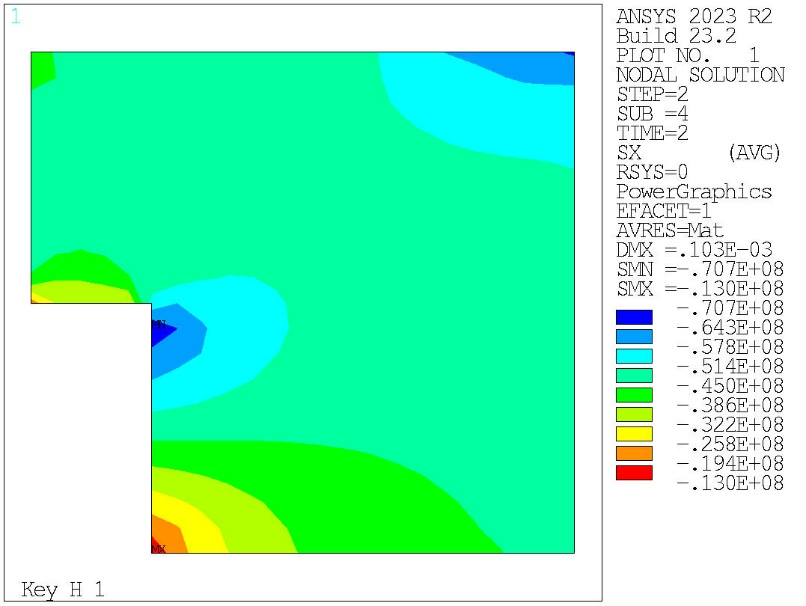 1
ANSYS 2023 R2
Build 23.2
PLOT NO. 1
NODAL SOLUTION
STEP=2
SUB =4
TIME=2
SX (AVG)
RSYS=0
PowerGraphics
EFACET=1
AVRES=Mat
DMX =.103E-03
SMN =-.707E+08
SMX =-.130E+08
-.707E+08
-.643E+08
-.578E+08
-.514E+08
-.450E+08
-.386E+08
-.322E+08
-.258E+08
-.194E+08
-.130E+08
MN
MX
Key H 1